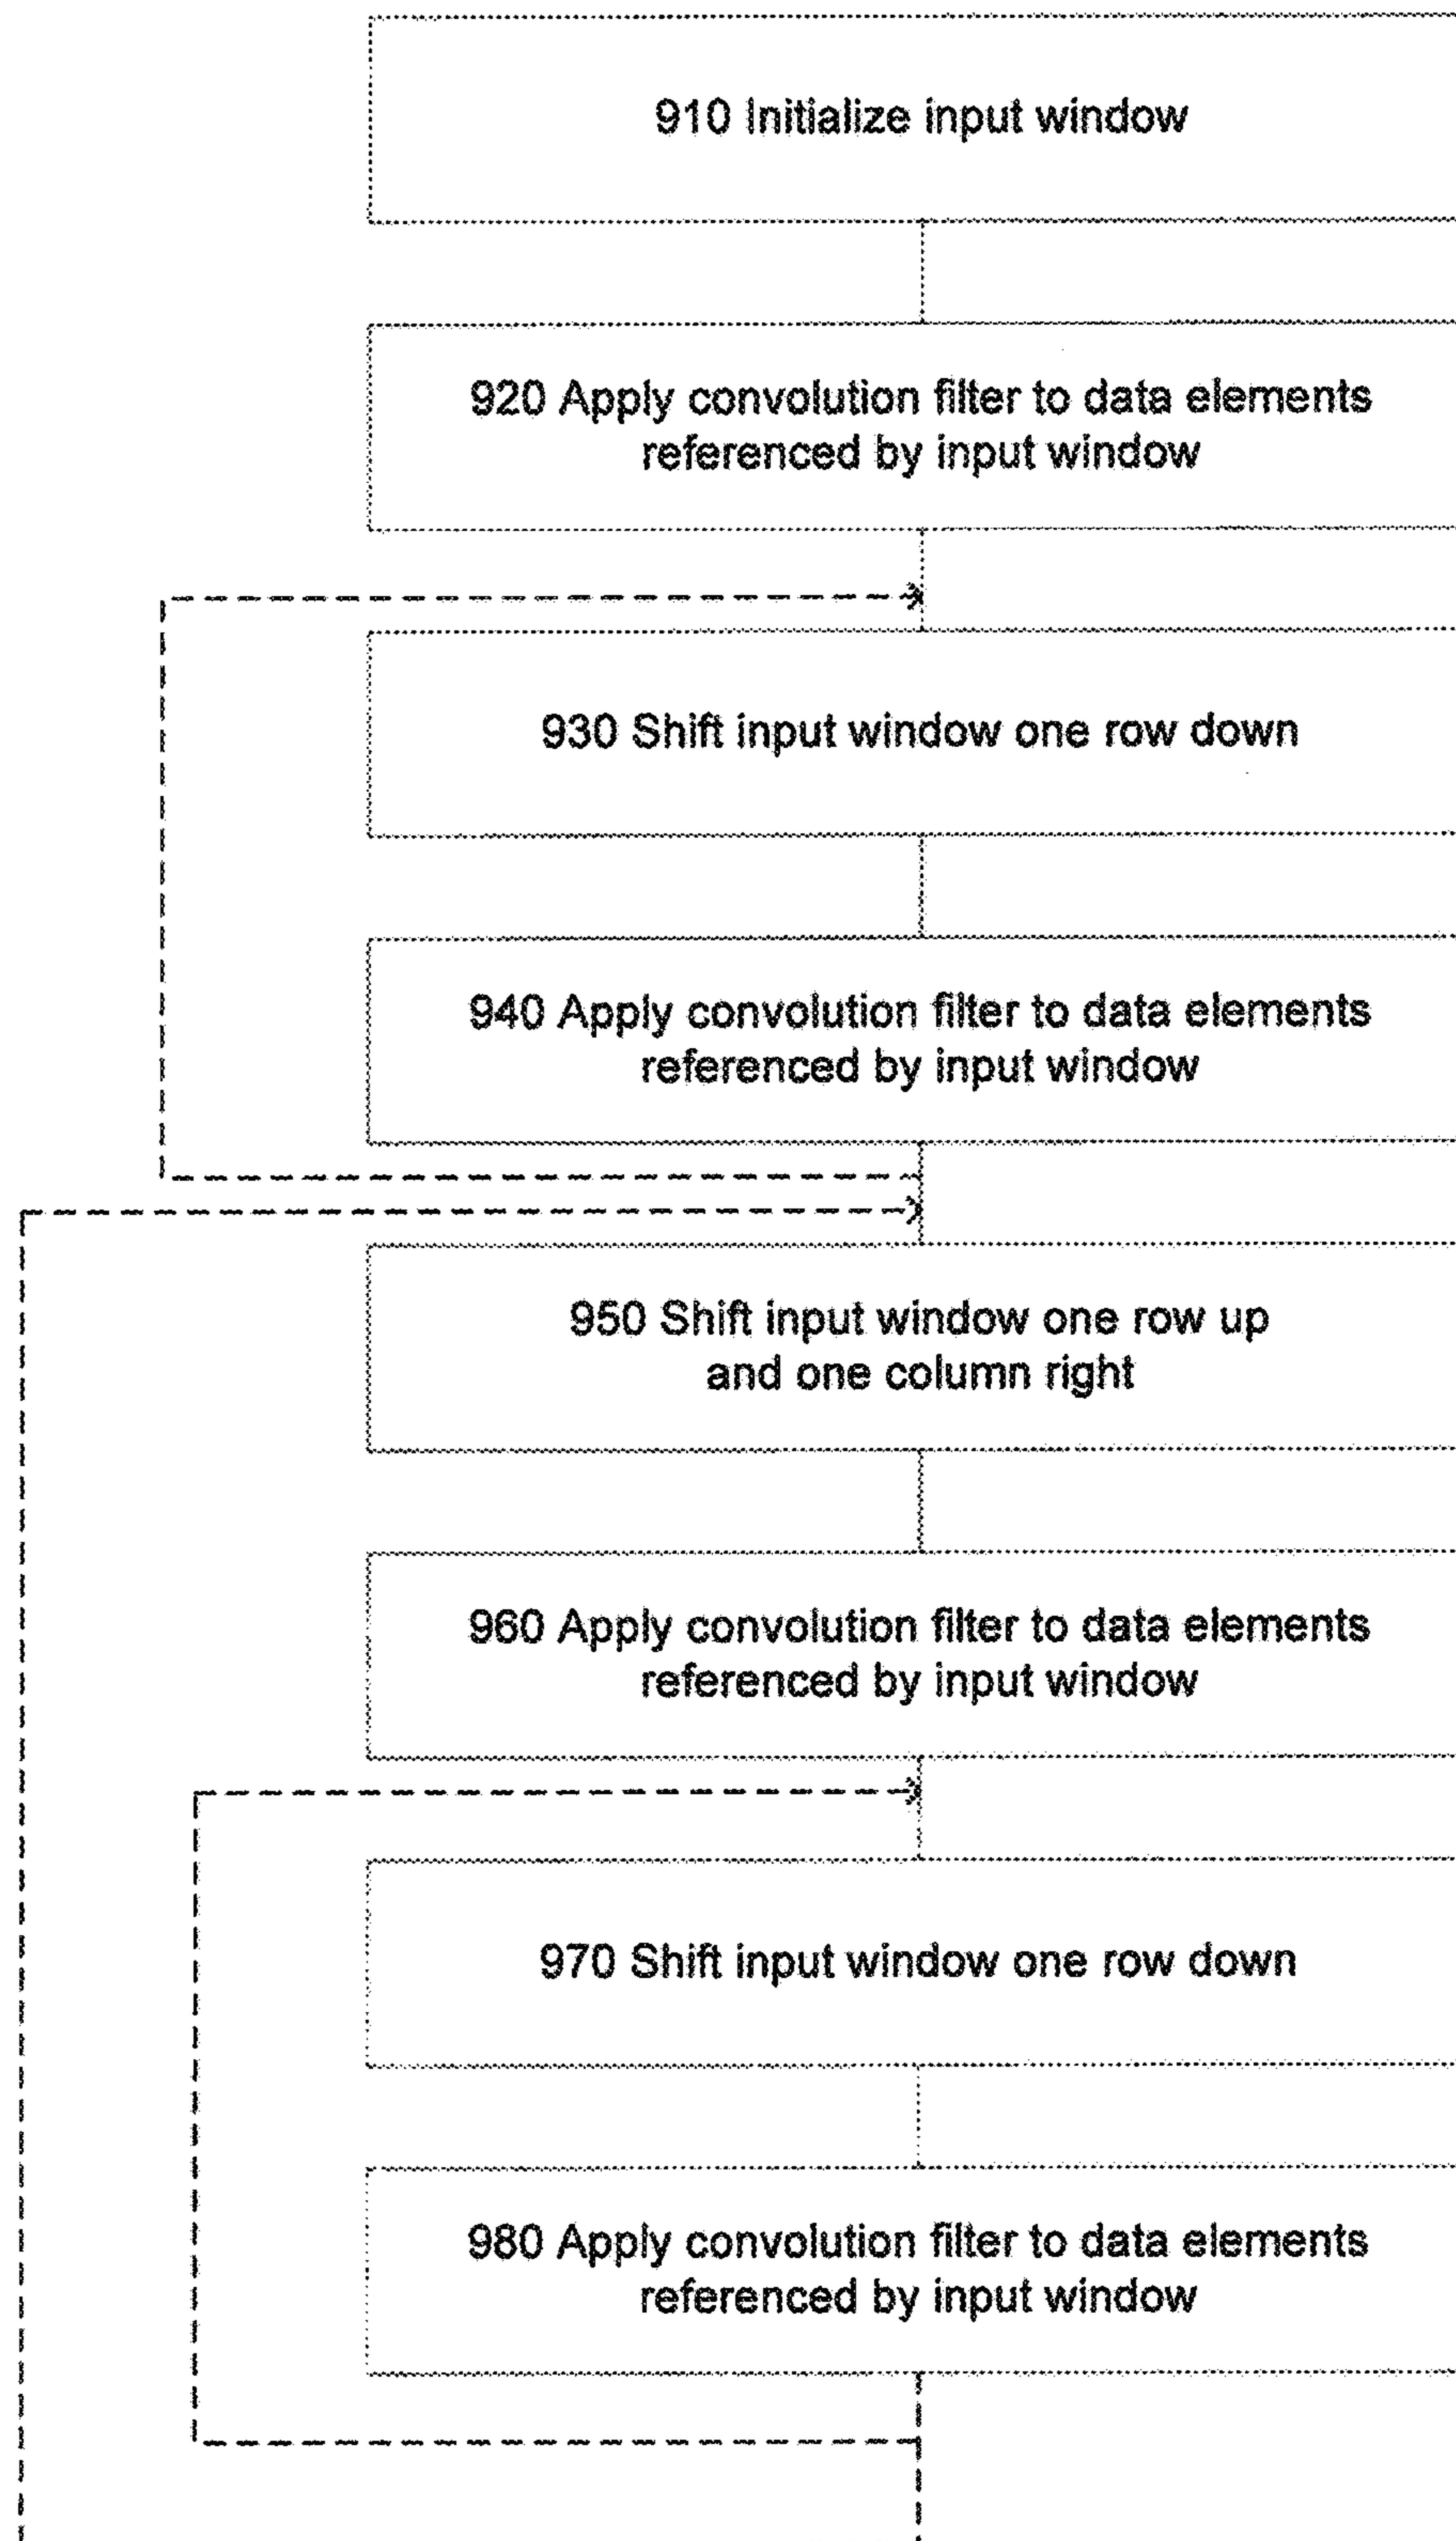 910 Initialize input window
920 Apply convolution filter to data elements
referenced by input window
930 Shift input window one row down
940 Apply convolution filter to data elements
referenced by input window
950 Shift input window one row up
and one column right
960 Apply convolution filter to data elements
referenced by input window
970 Shift input window one row down
980 Apply convolution filter to data elements
referenced by input window